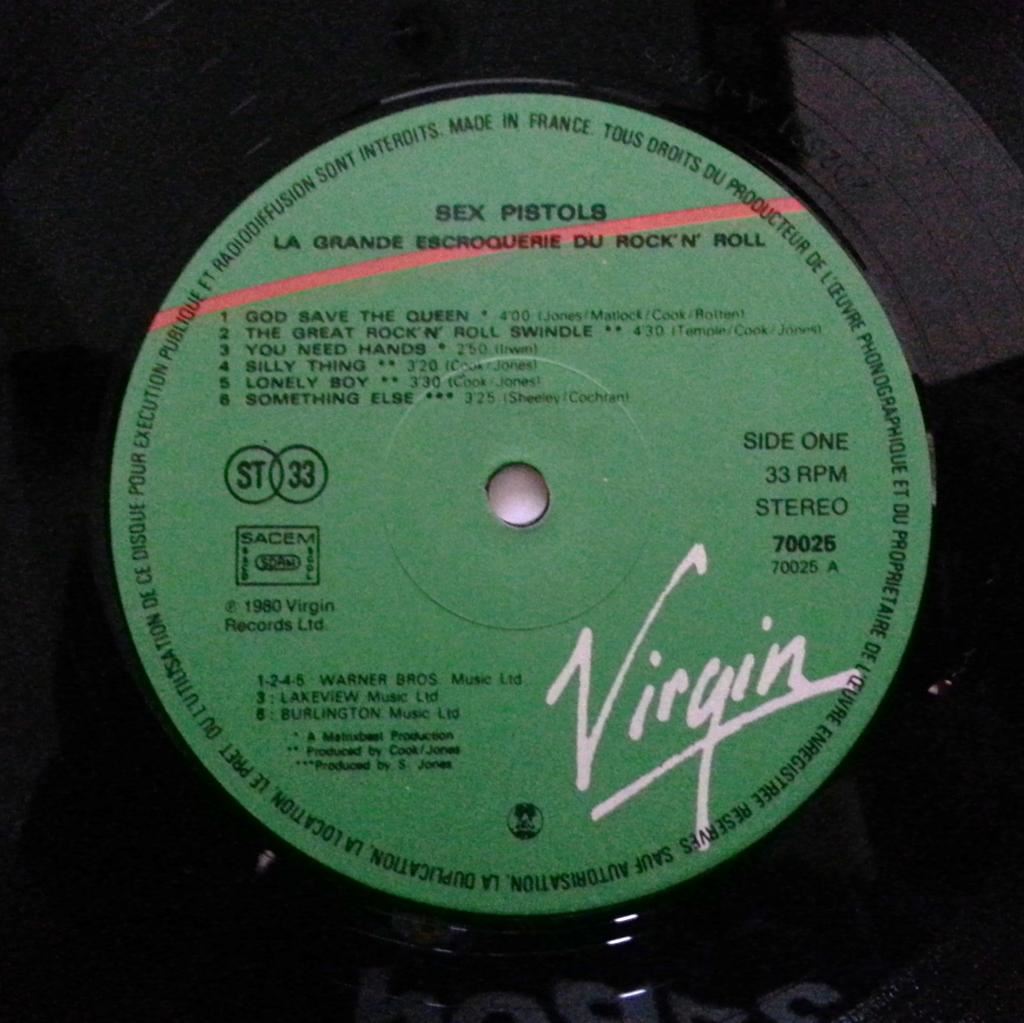 SEX PISTOLS
LA GRANDE ESCROQUERIE DU ROCK'N' ROLL
1 GOD SAVE THE QUEEN * 4'00 (Jones/Matlock/Cook/Rotten)
2 THE GREAT ROCK'N' ROLL SWINDLE ** 4'30 (Temple/Cook/Jones)
3 YOU NEED HANDS * 2'50 (Irwin)
4 SILLY THING ** 3'20 (Cook/Jones)
5 LONELY BOY ** 3'30 (Cook/Jones)
6 SOMETHING ELSE *** 3'25 (Sheeley/Cochran)
ST 33
SACEM
SDRM
SACD
SGDL
℗ 1980 Virgin
Records Ltd.
SIDE ONE
33 RPM
STEREO
70025
70025 A
Virgin
1-2-4-5 WARNER BROS. Music Ltd
3 : LAKEVIEW Music Ltd
6 : BURLINGTON Music Ltd
* A Matrixbest Production
** Produced by Cook/Jones
***Produced by S. Jones
MADE IN FRANCE. TOUS DROITS DU PRODUCTEUR DE L'ŒUVRE PHONOGRAPHIQUE ET DU PROPRIETAIRE DE L'ŒUVRE ENREGISTREE RESERVES. SAUF AUTORISATION, LA DUPLICATION, LA LOCATION, LE PRET OU L'UTILISATION DE CE DISQUE POUR EXECUTION PUBLIQUE ET RADIODIFFUSION SONT INTERDITS.